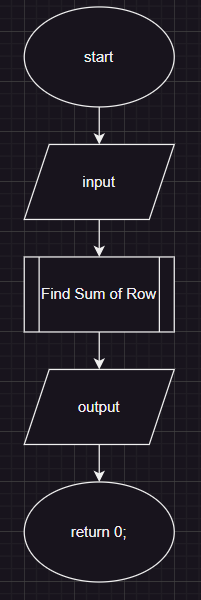 start
input
Find Sum of Row
output
return 0;